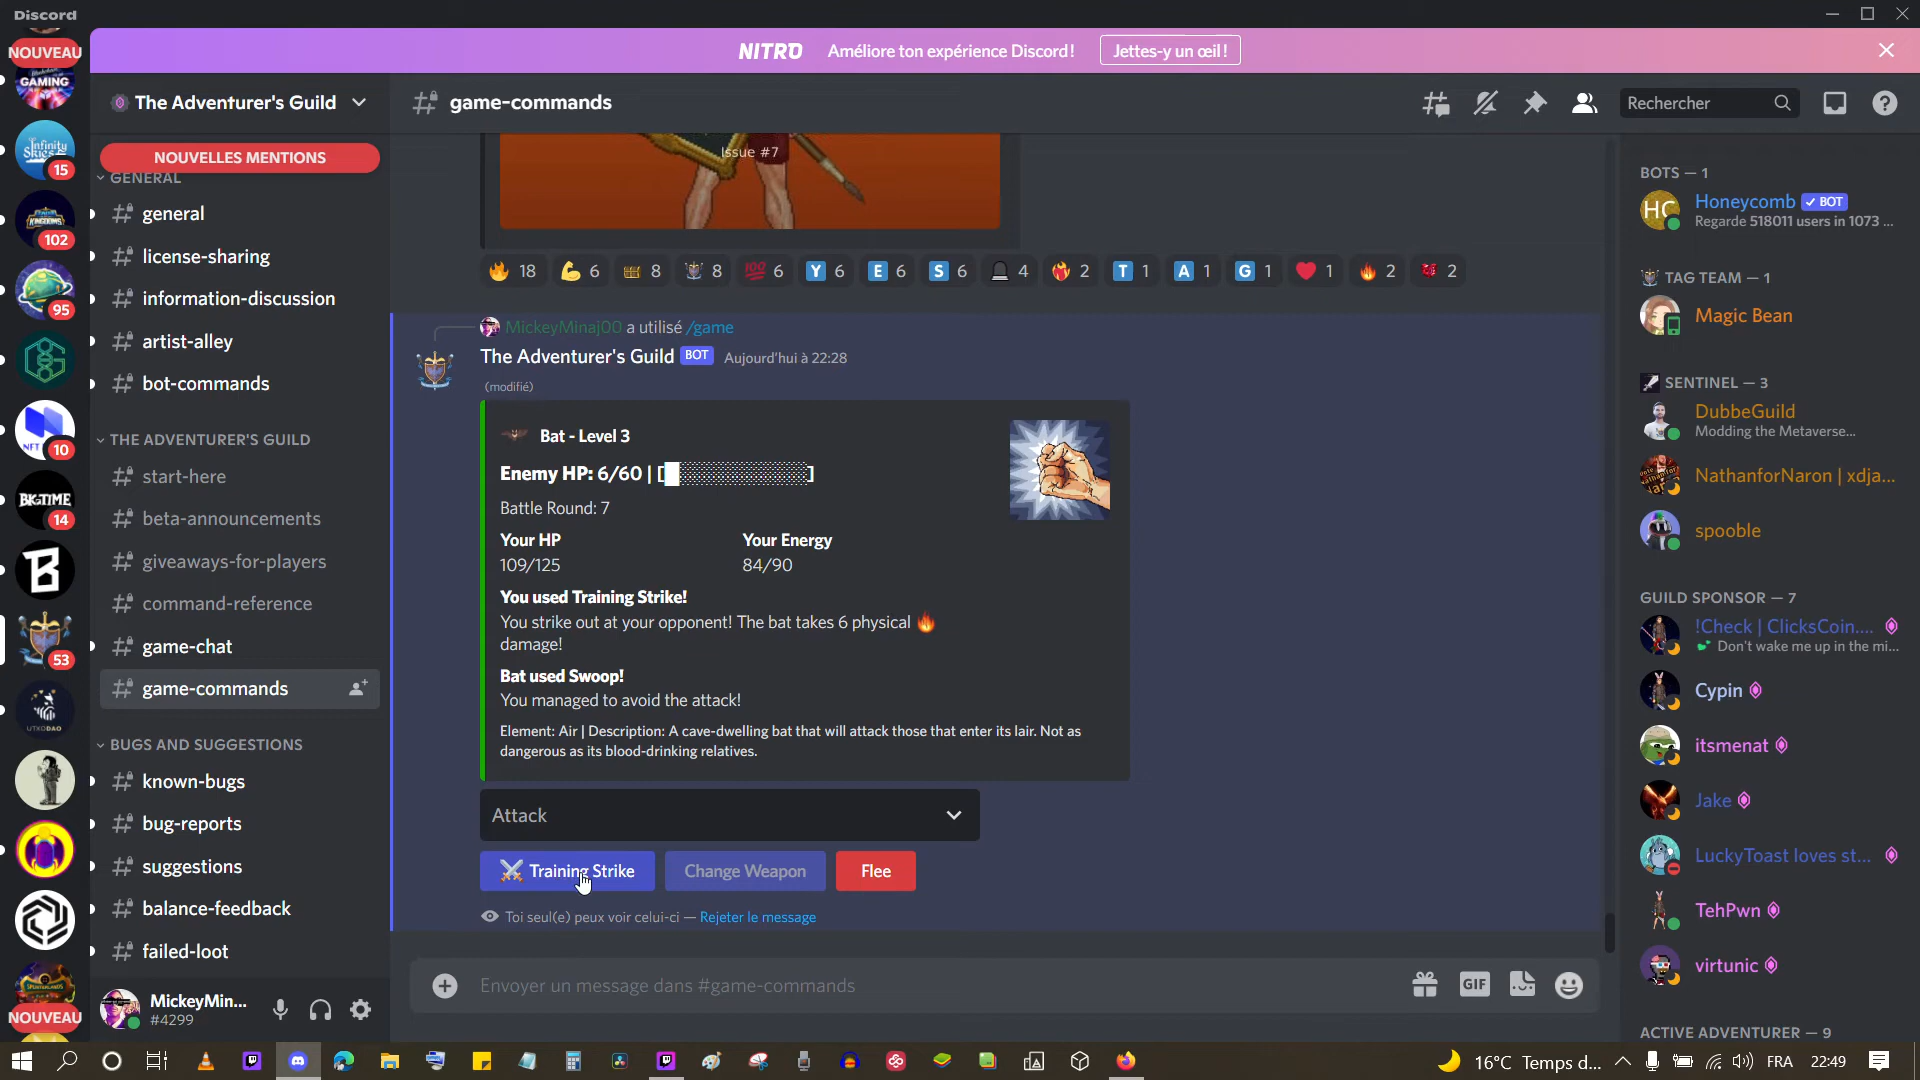 Discord
NITRO Améliore ton expérience Discord ! Jettes-y un œil !
NOUVEAU
GAMING
Infinity Skies
15
KINGDOMS
102
95
NFT
10
BIGTIME
14
53
UTXODAO
SPLINTERLANDS
NOUVEAU
The Adventurer's Guild
NOUVELLES MENTIONS
GENERAL
general
license-sharing
information-discussion
artist-alley
bot-commands
THE ADVENTURER'S GUILD
start-here
beta-announcements
giveaways-for-players
command-reference
game-chat
game-commands
BUGS AND SUGGESTIONS
known-bugs
bug-reports
suggestions
balance-feedback
failed-loot
MickeyMin...
#4299
game-commands
Rechercher
Issue #7
18 6 8 8 100 6 Y 6 E 6 S 6 4 2 T 1 A 1 G 1 1 2 2
MickeyMinaj00 a utilisé /game
The Adventurer's Guild BOT Aujourd'hui à 22:28
(modifié)
Bat - Level 3
Enemy HP: 6/60 | [█░░░░░░░░░]
Battle Round: 7
Your HP Your Energy
109/125 84/90
You used Training Strike!
You strike out at your opponent! The bat takes 6 physical 🔥
damage!
Bat used Swoop!
You managed to avoid the attack!
Element: Air | Description: A cave-dwelling bat that will attack those that enter its lair. Not as
dangerous as its blood-drinking relatives.
Attack
Training Strike Change Weapon Flee
Toi seul(e) peux voir celui-ci — Rejeter le message
Envoyer un message dans #game-commands
GIF
BOTS — 1
HC
Honeycomb ✓ BOT
Regarde 518011 users in 1073 ...
TAG TEAM — 1
Magic Bean
SENTINEL — 3
DubbeGuild
Modding the Metaverse...
NathanforNaron | xdja...
spooble
GUILD SPONSOR — 7
!Check | ClicksCoin....
Don't wake me up in the mi...
Cypin
itsmenat
Jake
LuckyToast loves st...
TehPwn
virtunic
ACTIVE ADVENTURER — 9
16°C Temps d... FRA 22:49